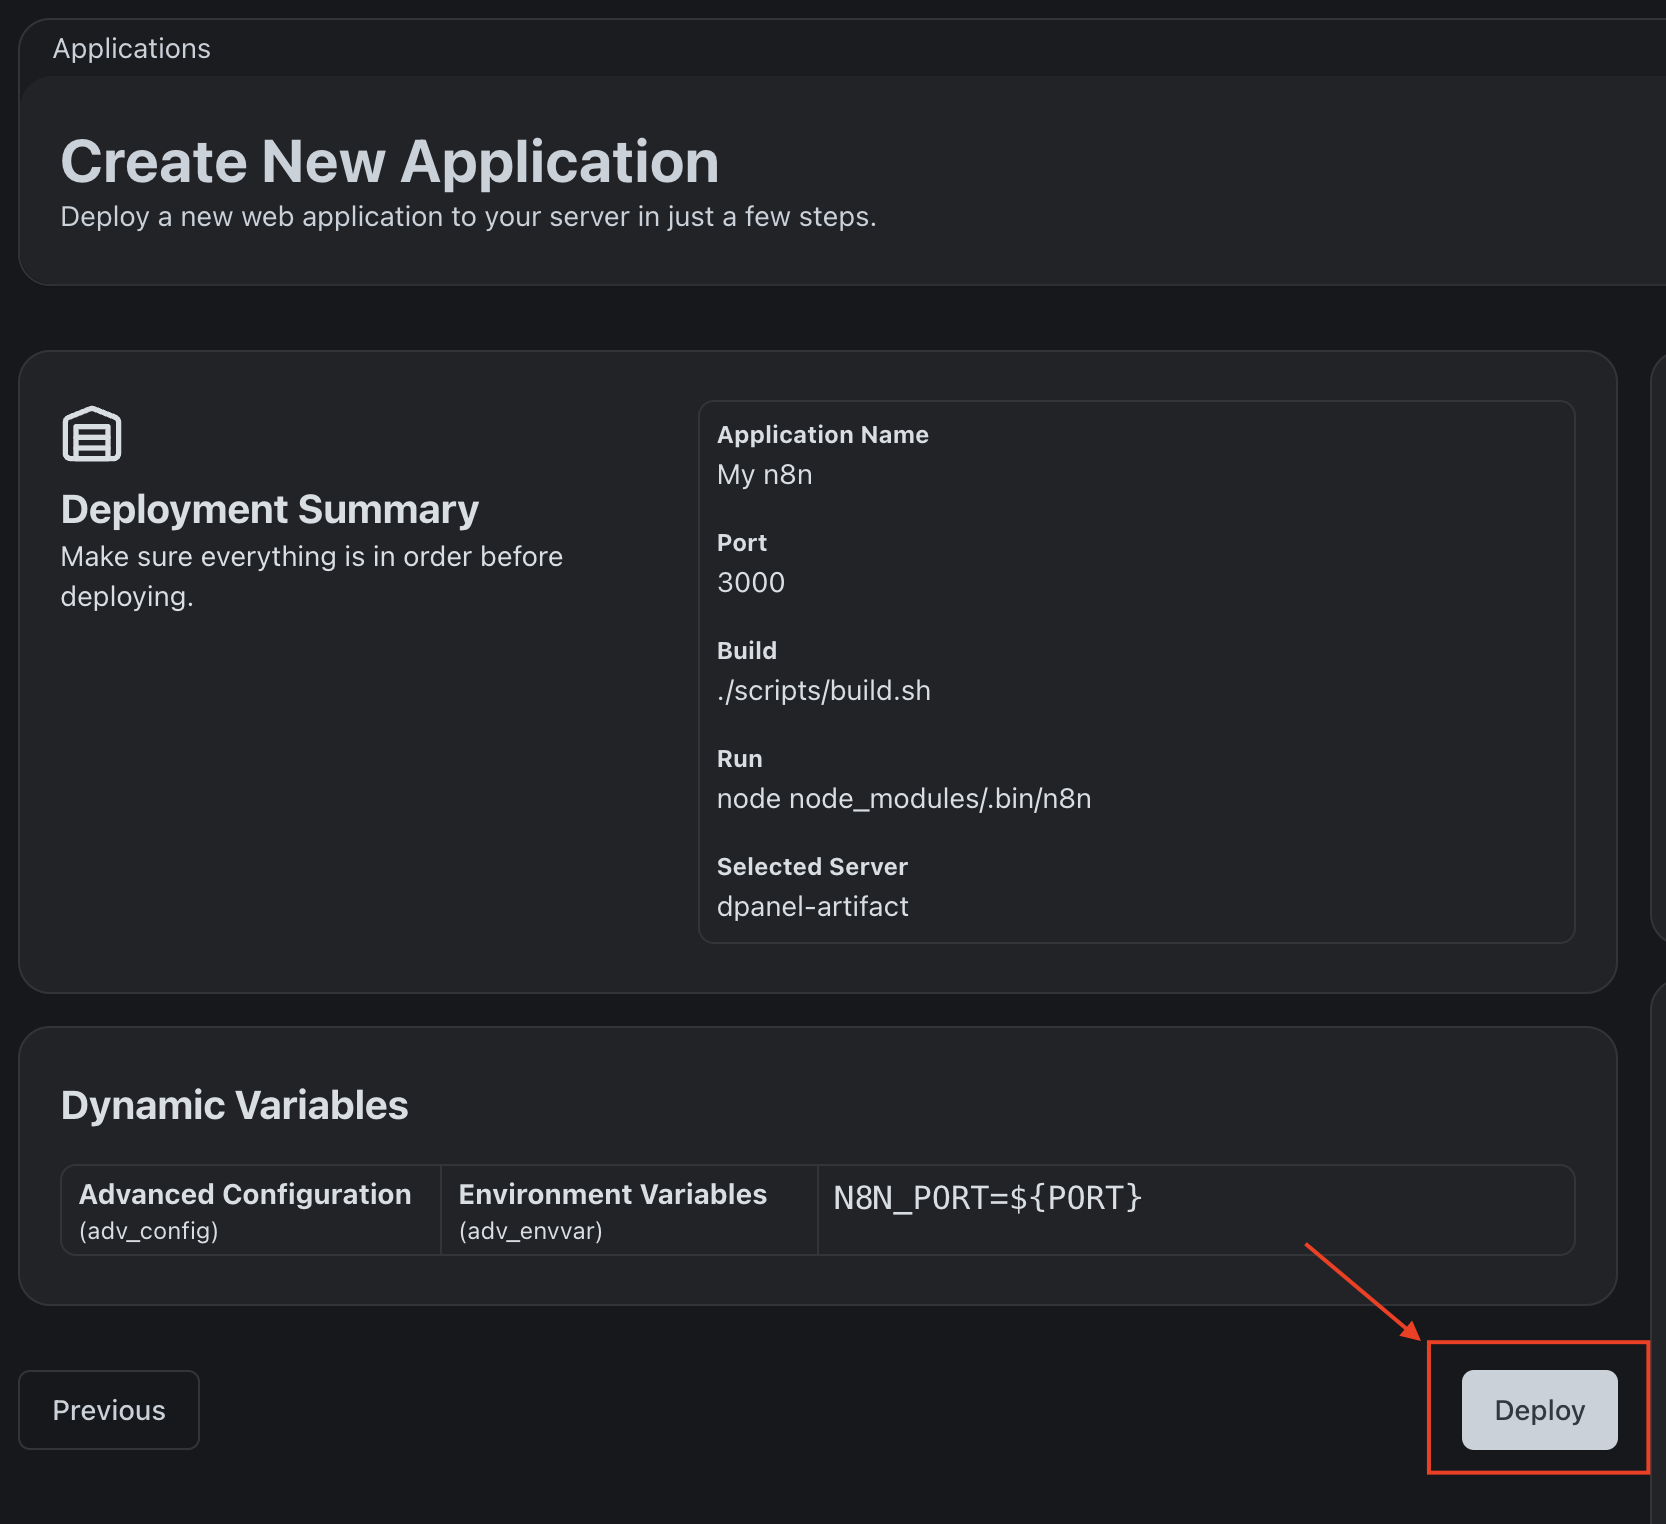 Applications
Create New Application
Deploy a new web application to your server in just a few steps.
Deployment Summary
Make sure everything is in order before
deploying.
Application Name
My n8n
Port
3000
Build
./scripts/build.sh
Run
node node_modules/.bin/n8n
Selected Server
dpanel-artifact
Dynamic Variables
Advanced Configuration
(adv_config)
Environment Variables
(adv_envvar)
N8N_PORT=${PORT}
Previous
Deploy